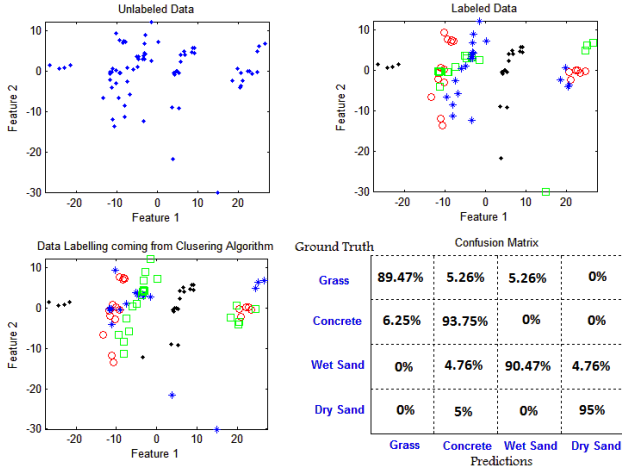 Unlabeled Data
10
0
-10
-20
-30
Feature 2
-20
-10
0
10
20
Feature 1
Labeled Data
10
0
-10
-20
-30
Feature 2
-20
-10
0
10
20
Feature 1
Data Labelling coming from Clusering Algorithm
10
0
-10
-20
-30
Feature 2
-20
-10
0
10
20
Feature 1
Ground Truth
Confusion Matrix
Grass 89.47% 5.26% 5.26% 0%
Concrete 6.25% 93.75% 0% 0%
Wet Sand 0% 4.76% 90.47% 4.76%
Dry Sand 0% 5% 0% 95%
Grass Concrete Wet Sand Dry Sand
Predictions